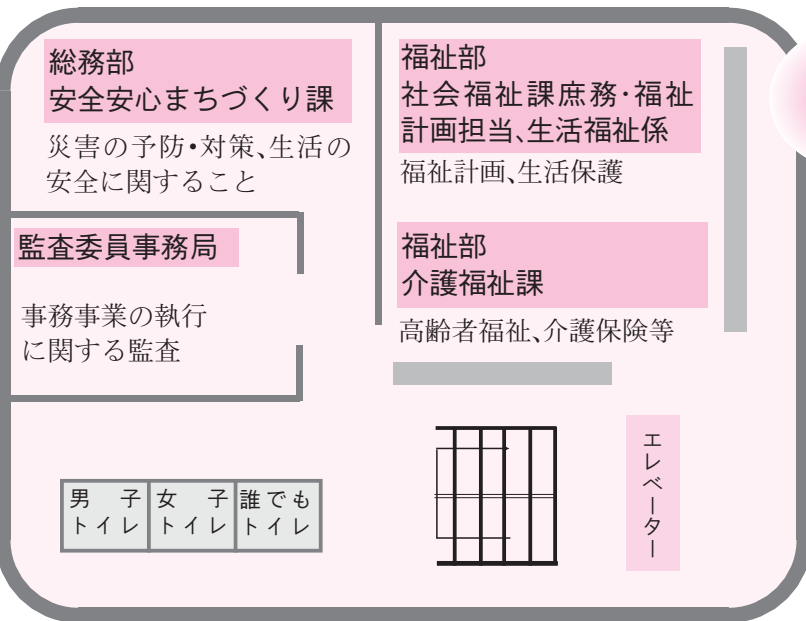 総務部
安全安心まちづくり課
災害の予防・対策、生活の
安全に関すること
監査委員事務局
事務事業の執行
に関する監査
福祉部
社会福祉課庶務・福祉
計画担当、生活福祉係
福祉計画、生活保護
福祉部
介護福祉課
高齢者福祉、介護保険等
男子
トイレ
女子
トイレ
誰でも
トイレ
エレベーター